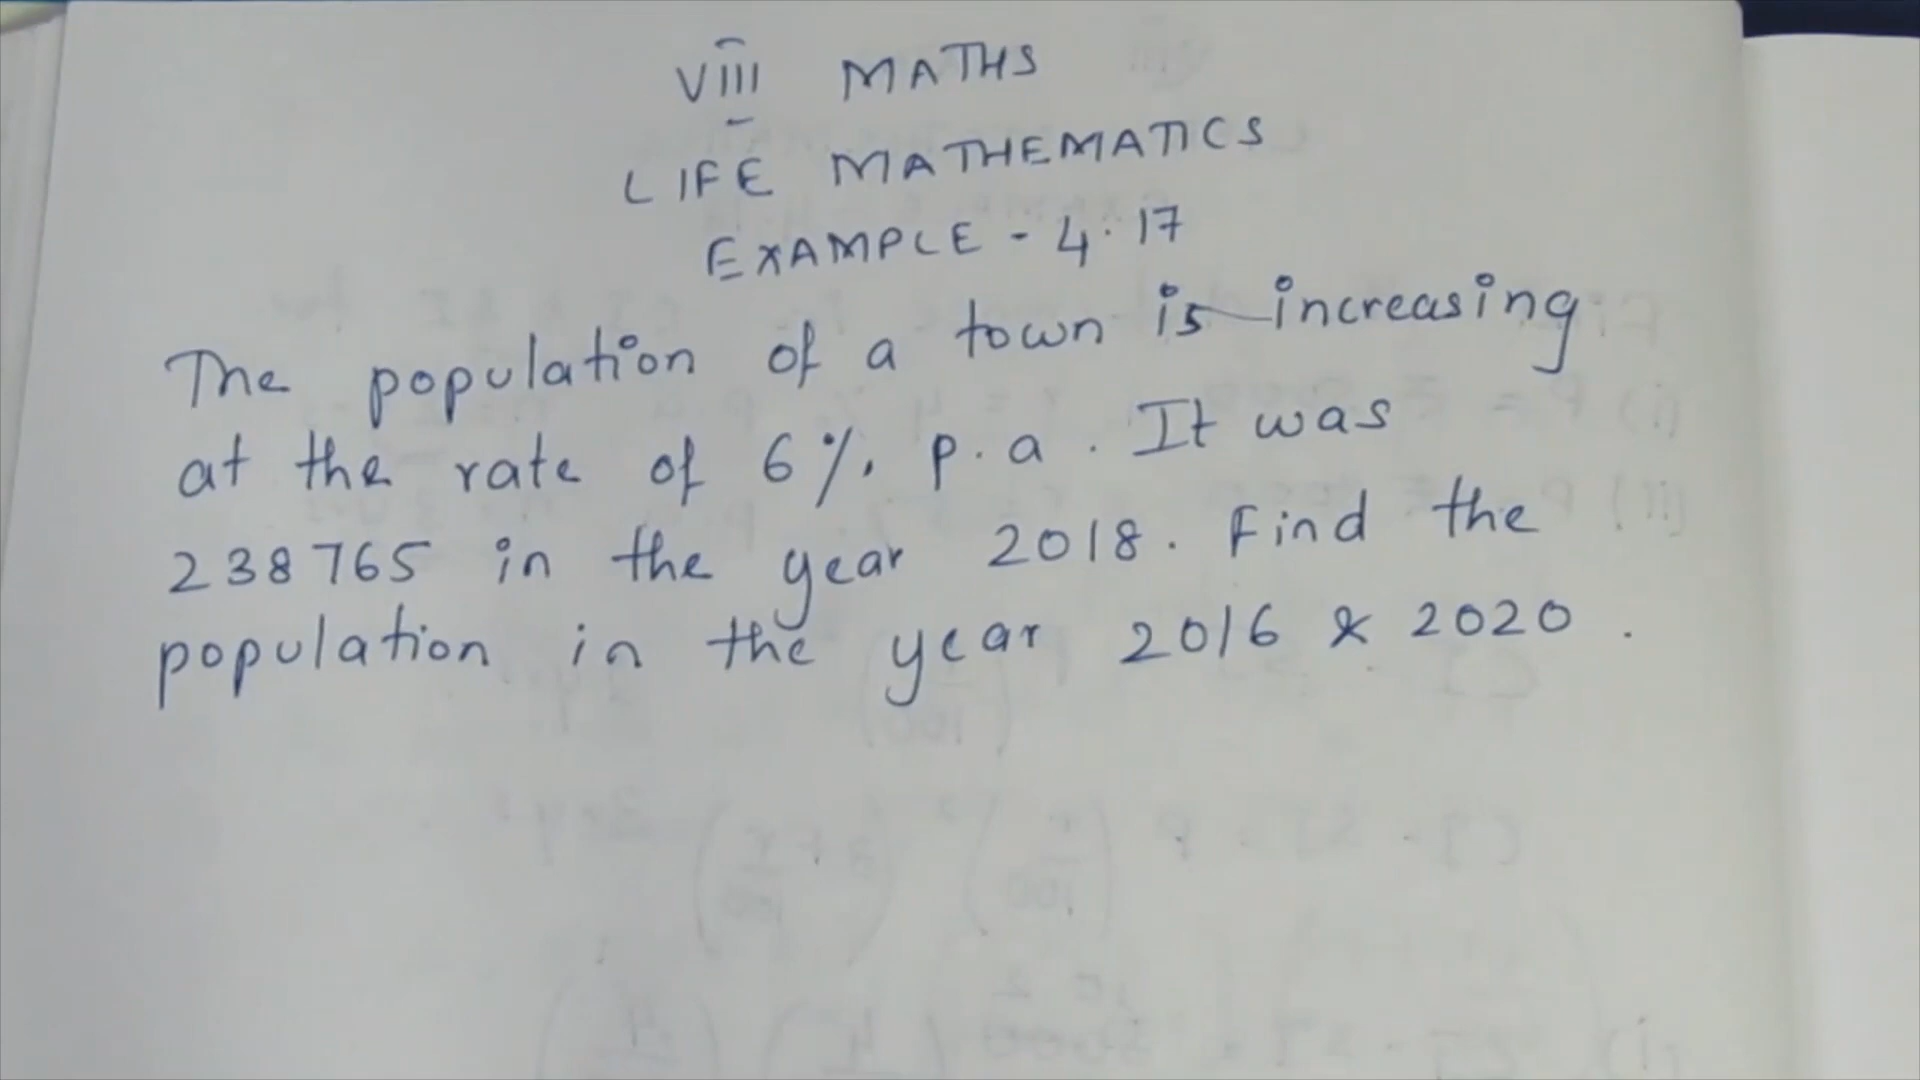 VIII MATHS
LIFE MATHEMATICS
EXAMPLE - 4.17
The population of a town is increasing
at the rate of 6% p.a. It was
238765 in the year 2018. Find the
population in the year 2016 & 2020.